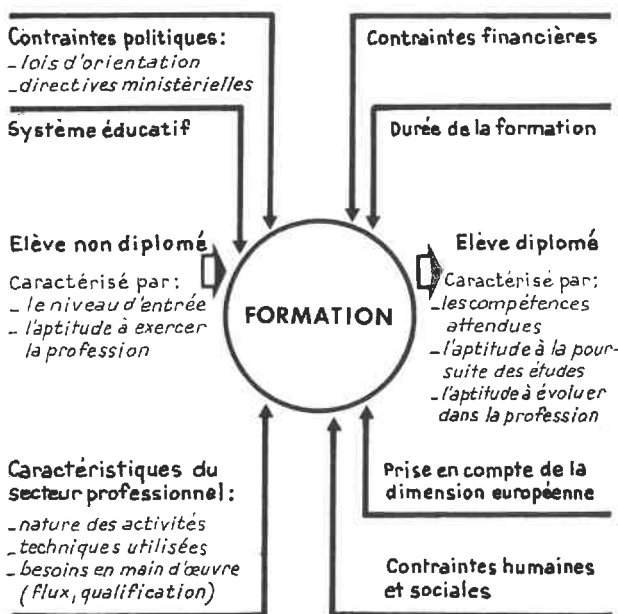 Contraintes politiques:
_lois d'orientation
_directives ministèrielles
Système éducatif
Contraintes financières
Durée de la formation
Elève non diplomé
Caractérisé par:
_ le niveau d'entrée
_ l'aptitude à exercer
la profession
FORMATION
Elève diplomé
Caractérisé par:
_les compétences
attendues
_l'aptitude à la pour-
suite des études
_l'aptitude à évoluer
dans la profession
Caractéristiques du
secteur professionnel:
_nature des activités
_techniques utilisées
_besoins en main d'œuvre
(flux, qualification)
Prise en compte de la
dimension européenne
Contraintes humaines
et sociales